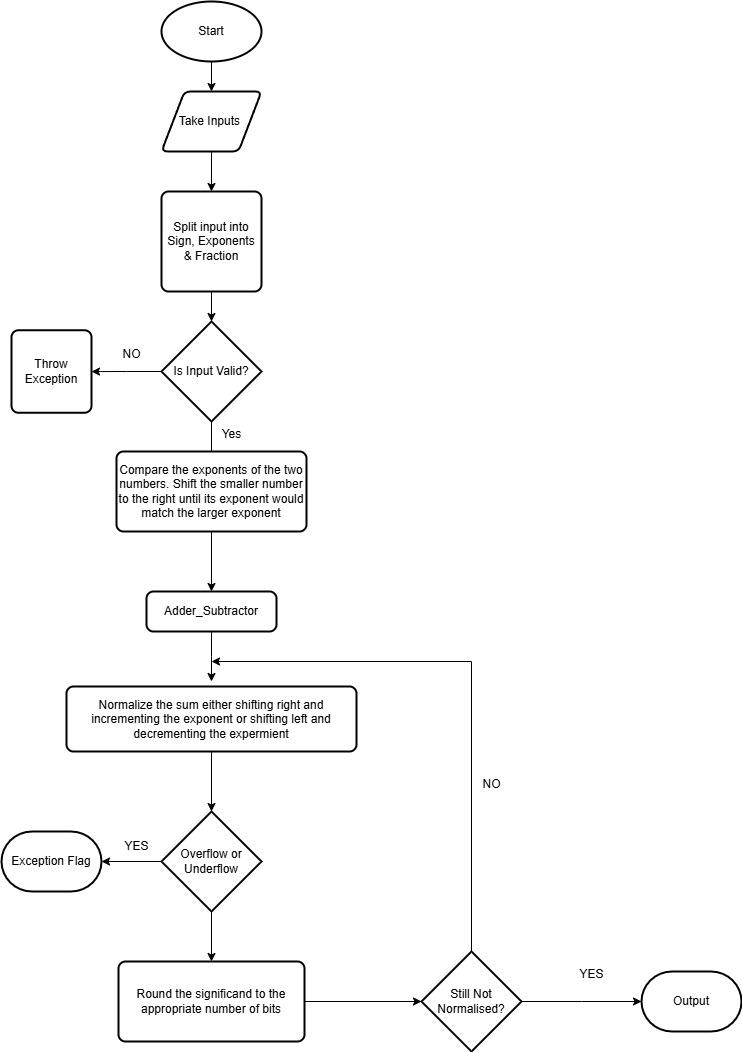 Start
Take Inputs
Split input into
Sign, Exponents
& Fraction
Is Input Valid?
NO
Throw
Exception
Yes
Compare the exponents of the two
numbers. Shift the smaller number
to the right until its exponent would
match the larger exponent
Adder_Subtractor
Normalize the sum either shifting right and
incrementing the exponent or shifting left and
decrementing the expermient
NO
Overflow or
Underflow
YES
Exception Flag
Round the significand to the
appropriate number of bits
Still Not
Normalised?
YES
Output